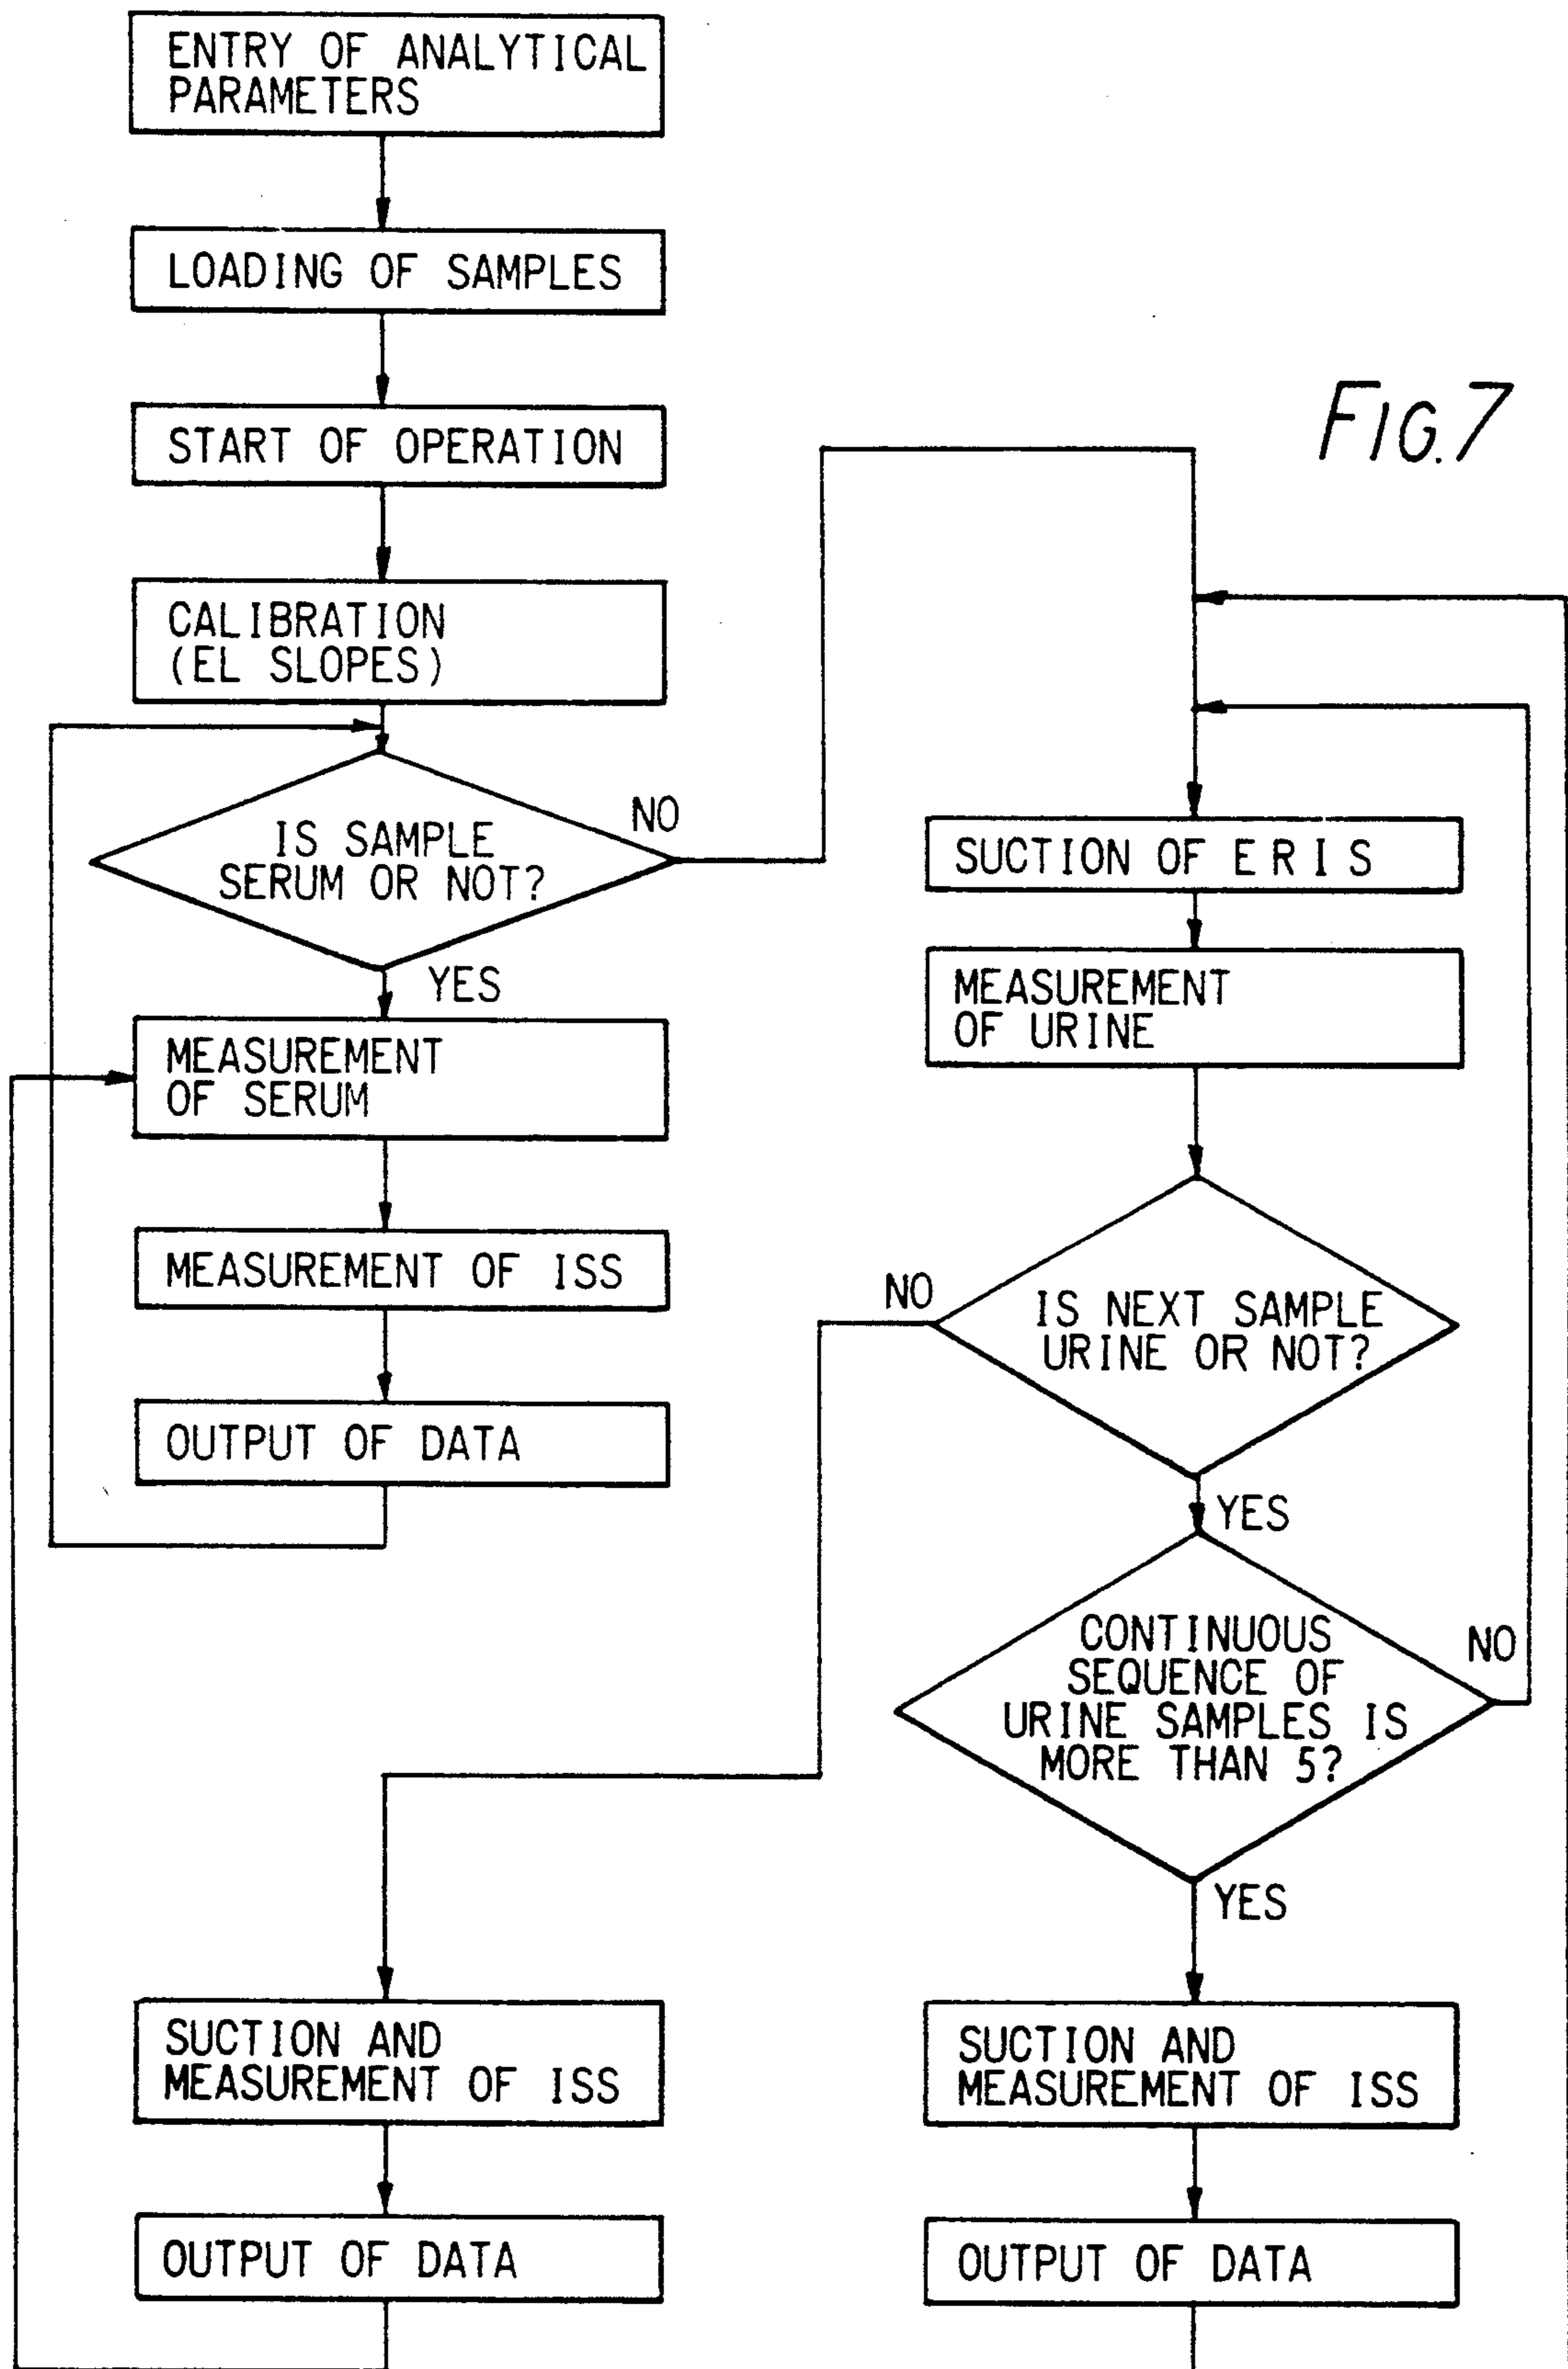 ENTRY OF ANALYTICAL
PARAMETERS
LOADING OF SAMPLES
START OF OPERATION
FIG.7
CALIBRATION
(EL SLOPES)
IS SAMPLE
SERUM OR NOT?
NO
YES
MEASUREMENT
OF SERUM
MEASUREMENT OF ISS
OUTPUT OF DATA
SUCTION OF E R I S
MEASUREMENT
OF URINE
IS NEXT SAMPLE
URINE OR NOT?
NO
YES
CONTINUOUS
SEQUENCE OF
URINE SAMPLES IS
MORE THAN 5?
NO
YES
SUCTION AND
MEASUREMENT OF ISS
OUTPUT OF DATA
SUCTION AND
MEASUREMENT OF ISS
OUTPUT OF DATA